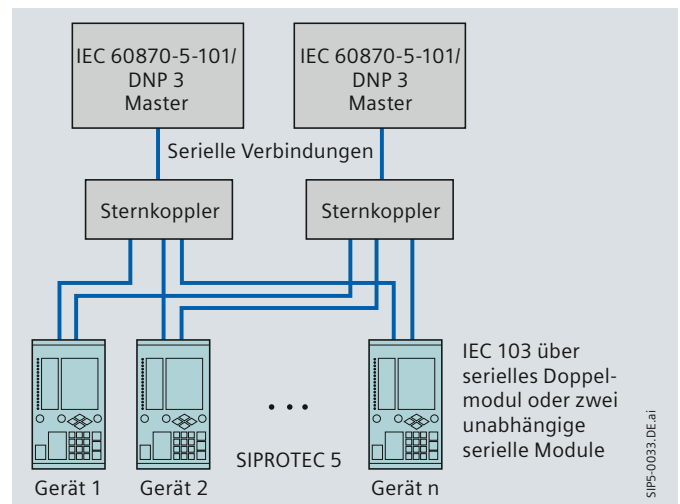 IEC 60870-5-101/
DNP 3
Master
IEC 60870-5-101/
DNP 3
Master
Serielle Verbindungen
Sternkoppler
Sternkoppler
IEC 103 über
serielles Doppel-
modul oder zwei
unabhängige
serielle Module
...
SIPROTEC 5
Gerät 1
Gerät 2
Gerät n
SIP5-0033.DE.ai